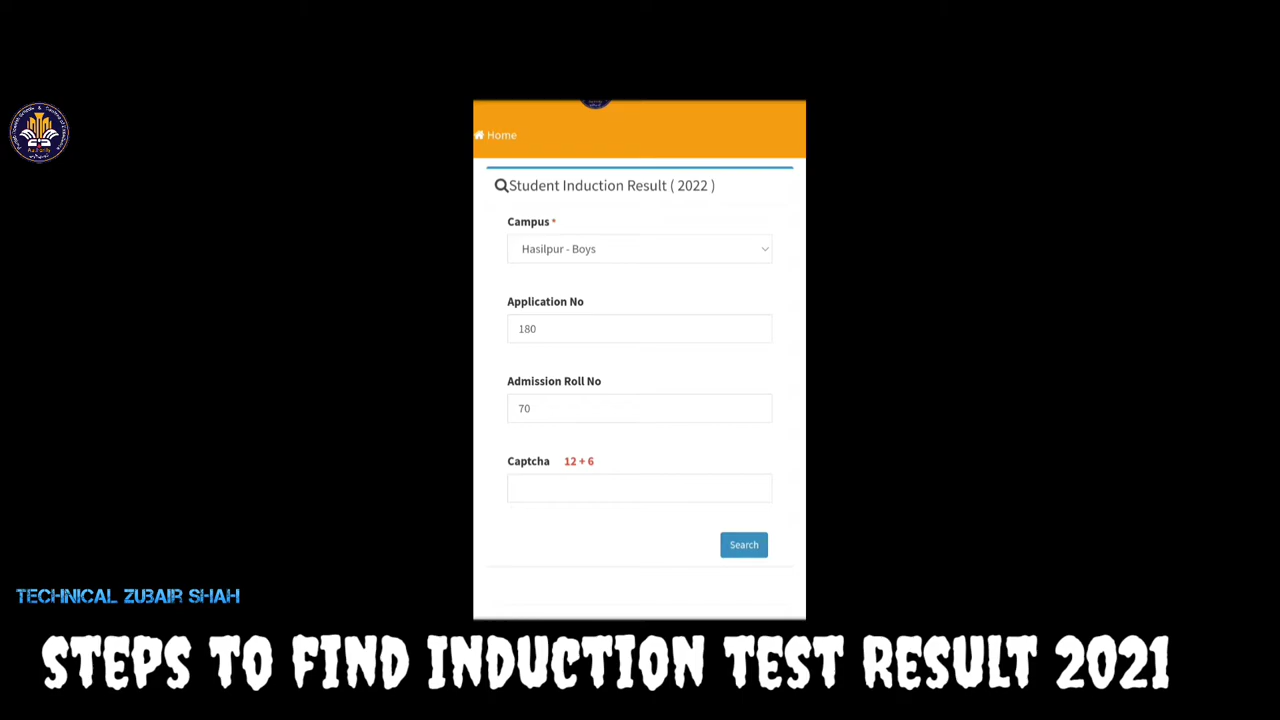 Home
Student Induction Result ( 2022 )
Campus *
Hasilpur - Boys
Application No
180
Admission Roll No
70
Captcha 12 + 6
Search
TECHNICAL ZUBAIR SHAH
STEPS TO FIND INDUCTION TEST RESULT 2021